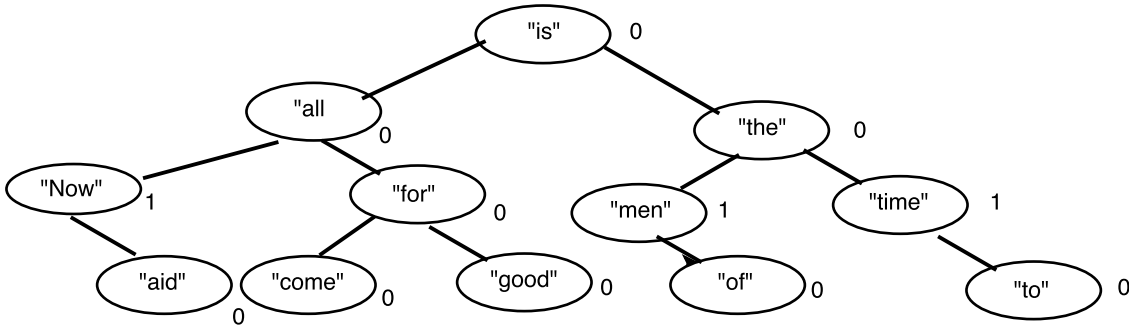 "is" 0
"all 0
"the" 0
"Now" 1
"for" 0
"men" 1
"time" 1
"aid" 0
"come" 0
"good" 0
"of" 0
"to" 0